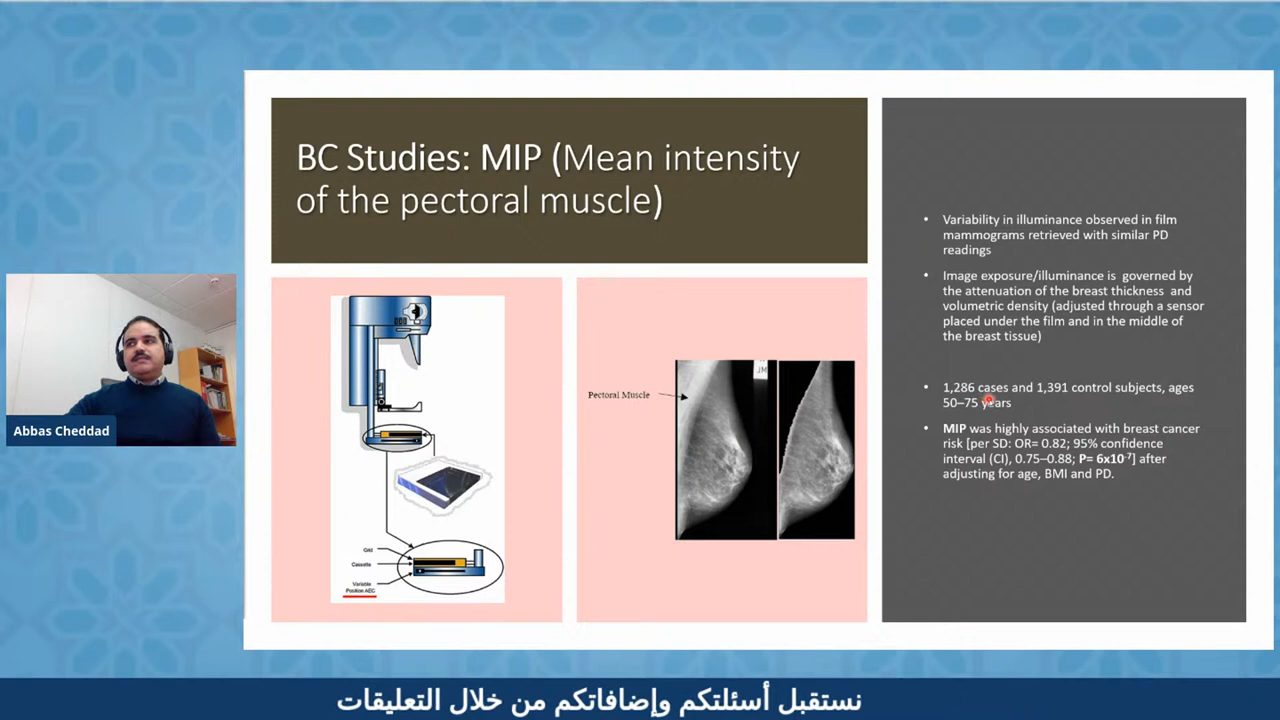 BC Studies: MIP (Mean intensity
of the pectoral muscle)
Abbas Cheddad
Grid
Cassette
Variable
Position AEC
Pectoral Muscle
JM
• Variability in illuminance observed in film
mammograms retrieved with similar PD
readings
• Image exposure/illuminance is governed by
the attenuation of the breast thickness and
volumetric density (adjusted through a sensor
placed under the film and in the middle of
the breast tissue)
• 1,286 cases and 1,391 control subjects, ages
50–75 years
• MIP was highly associated with breast cancer
risk [per SD: OR= 0.82; 95% confidence
interval (CI), 0.75–0.88; P= 6x10⁻⁷] after
adjusting for age, BMI and PD.
نستقبل أسئلتكم وإضافاتكم من خلال التعليقات